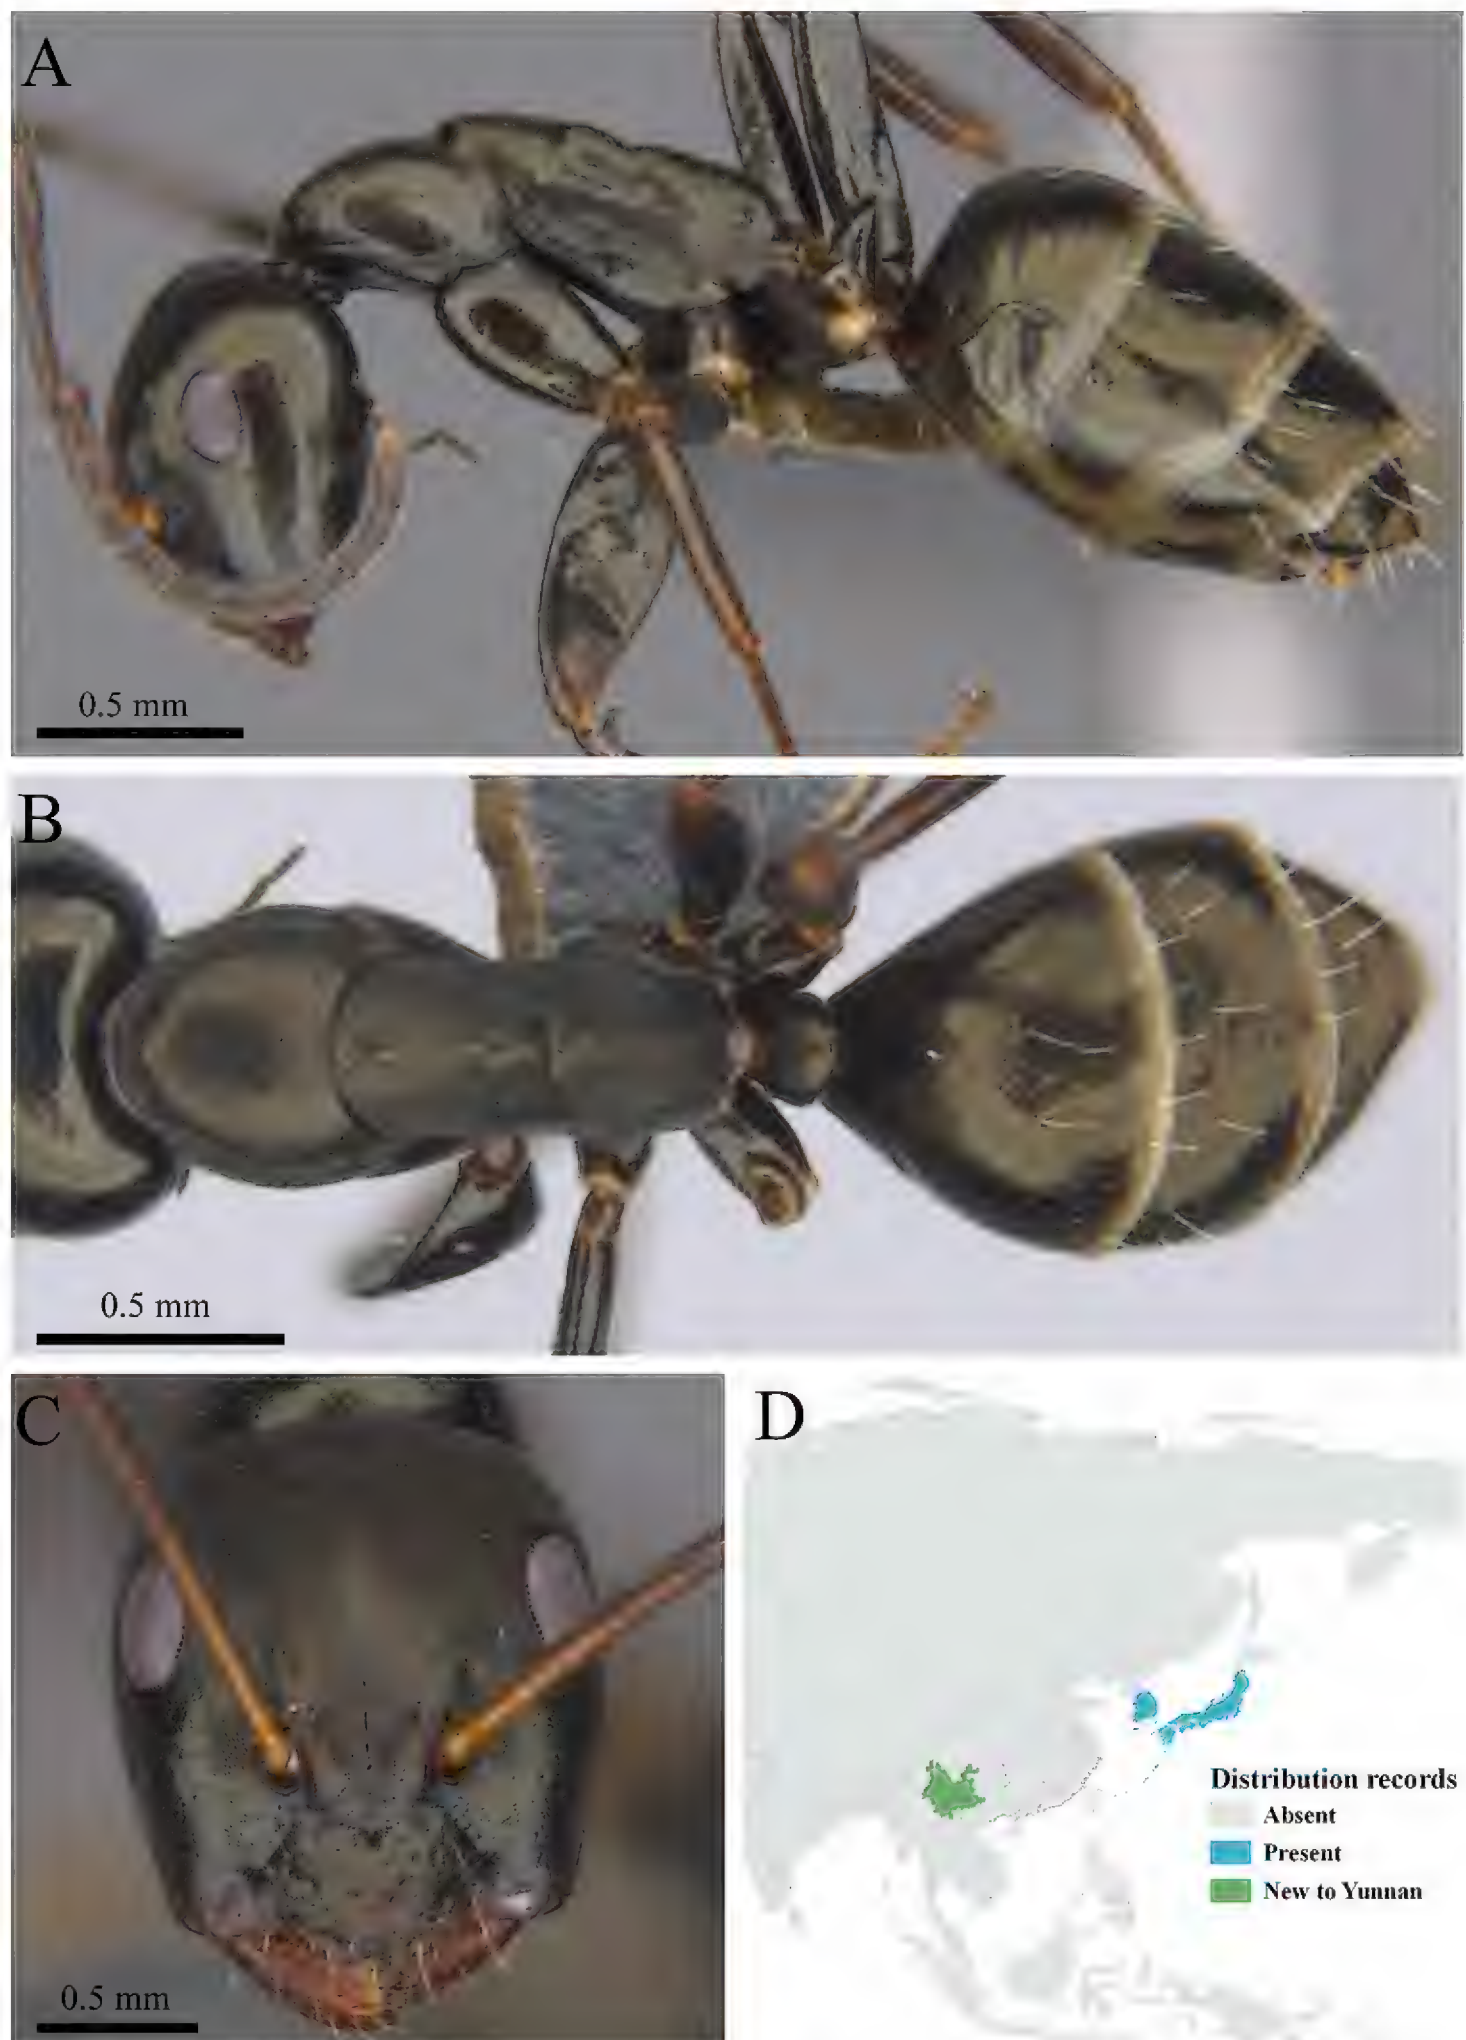 A
0.5 mm
B
0.5 mm
C
0.5 mm
D
Distribution records
Absent
Present
New to Yunnan